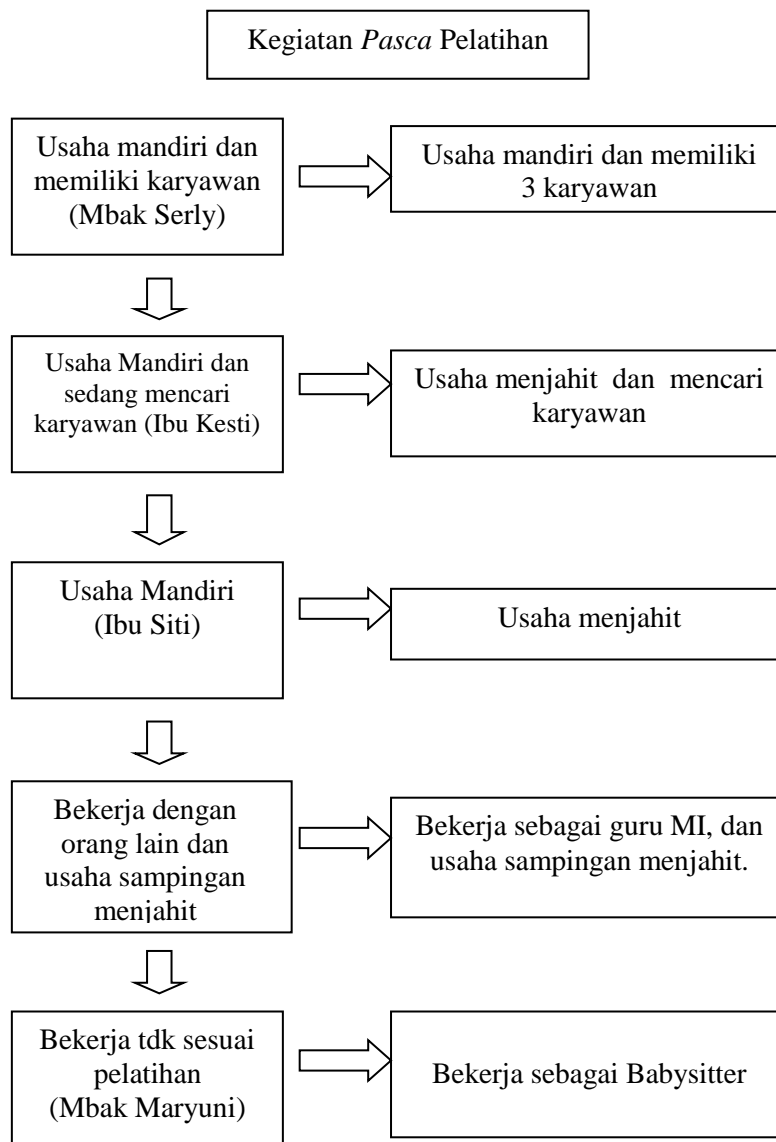 Kegiatan Pasca Pelatihan
Usaha mandiri dan
memiliki karyawan
(Mbak Serly)
Usaha mandiri dan memiliki
3 karyawan
Usaha Mandiri dan
sedang mencari
karyawan (Ibu Kesti)
Usaha menjahit dan mencari
karyawan
Usaha Mandiri
(Ibu Siti)
Usaha menjahit
Bekerja dengan
orang lain dan
usaha sampingan
menjahit
Bekerja sebagai guru MI, dan
usaha sampingan menjahit.
Bekerja tdk sesuai
pelatihan
(Mbak Maryuni)
Bekerja sebagai Babysitter